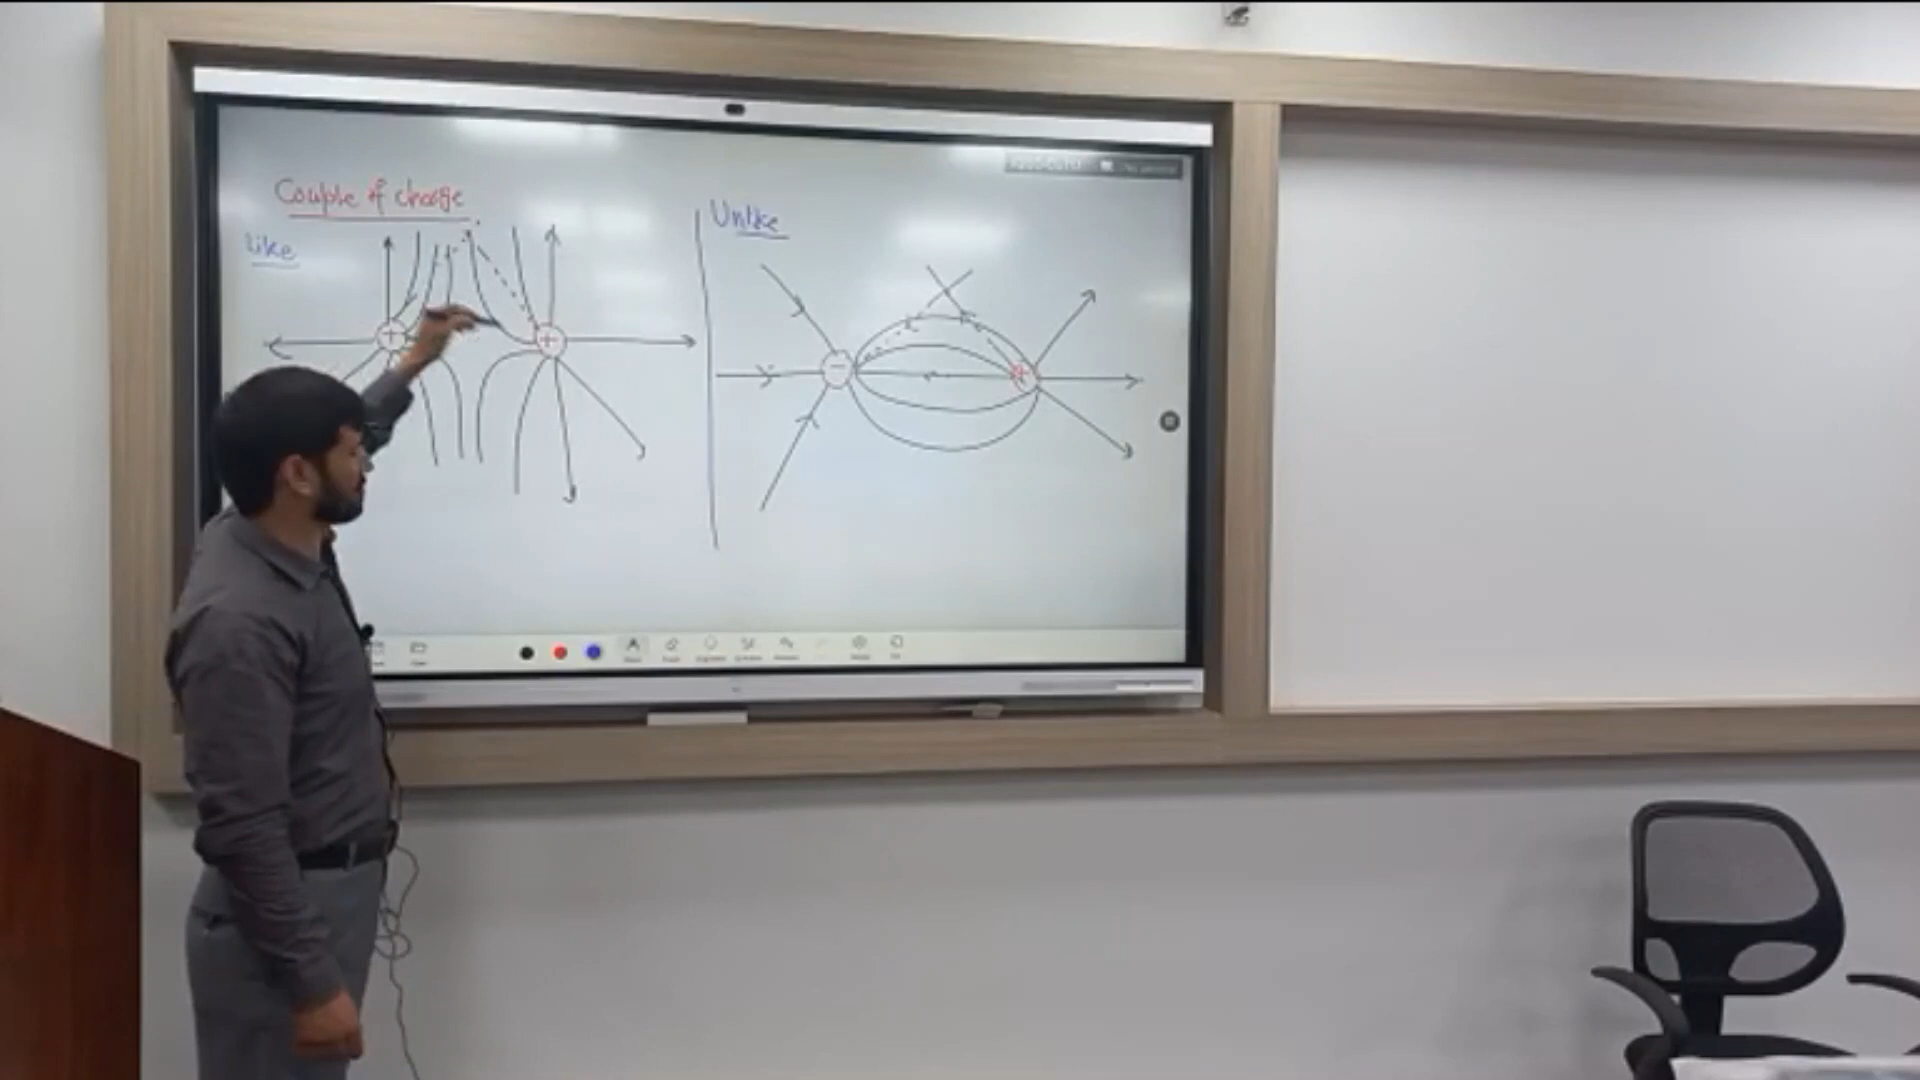 Couple of charge
Like
Unlike
+
+
−
+